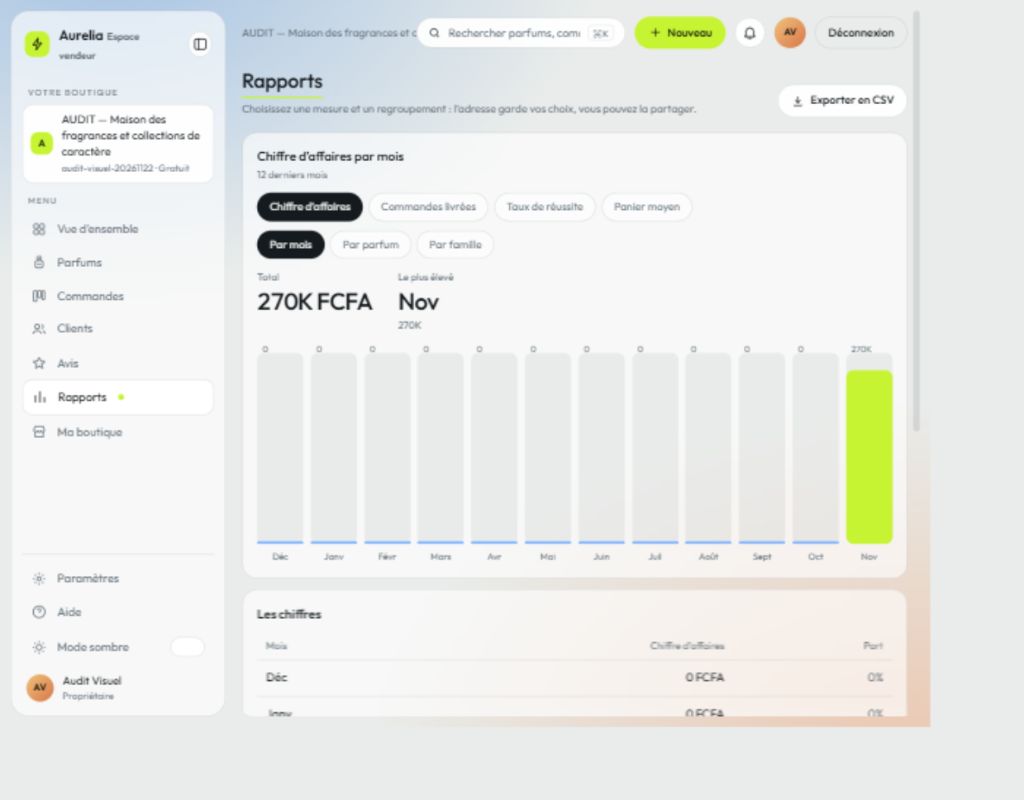 Aurelia Espace
vendeur
VOTRE BOUTIQUE
A
AUDIT — Maison des
fragrances et collections de
caractère
audit-visuel-20261122 · Gratuit
MENU
Vue d'ensemble
Parfums
Commandes
Clients
Avis
Rapports
Ma boutique
Paramètres
Aide
Mode sombre
AV
Audit Visuel
Propriétaire
AUDIT — Maison des fragrances et c
Rechercher parfums, com
⌘K
+ Nouveau
AV
Déconnexion
Rapports
Choisissez une mesure et un regroupement : l'adresse garde vos choix, vous pouvez la partager.
Exporter en CSV
Chiffre d'affaires par mois
12 derniers mois
Chiffre d'affaires Commandes livrées Taux de réussite Panier moyen
Par mois Par parfum Par famille
Total Le plus élevé
270K FCFA Nov
270K
0 0 0 0 0 0 0 0 0 0 0 270K
Déc Janv Févr Mars Avr Mai Juin Juil Août Sept Oct Nov
Les chiffres
Mois Chiffre d'affaires Part
Déc 0 FCFA 0%
Janv 0 FCFA 0%